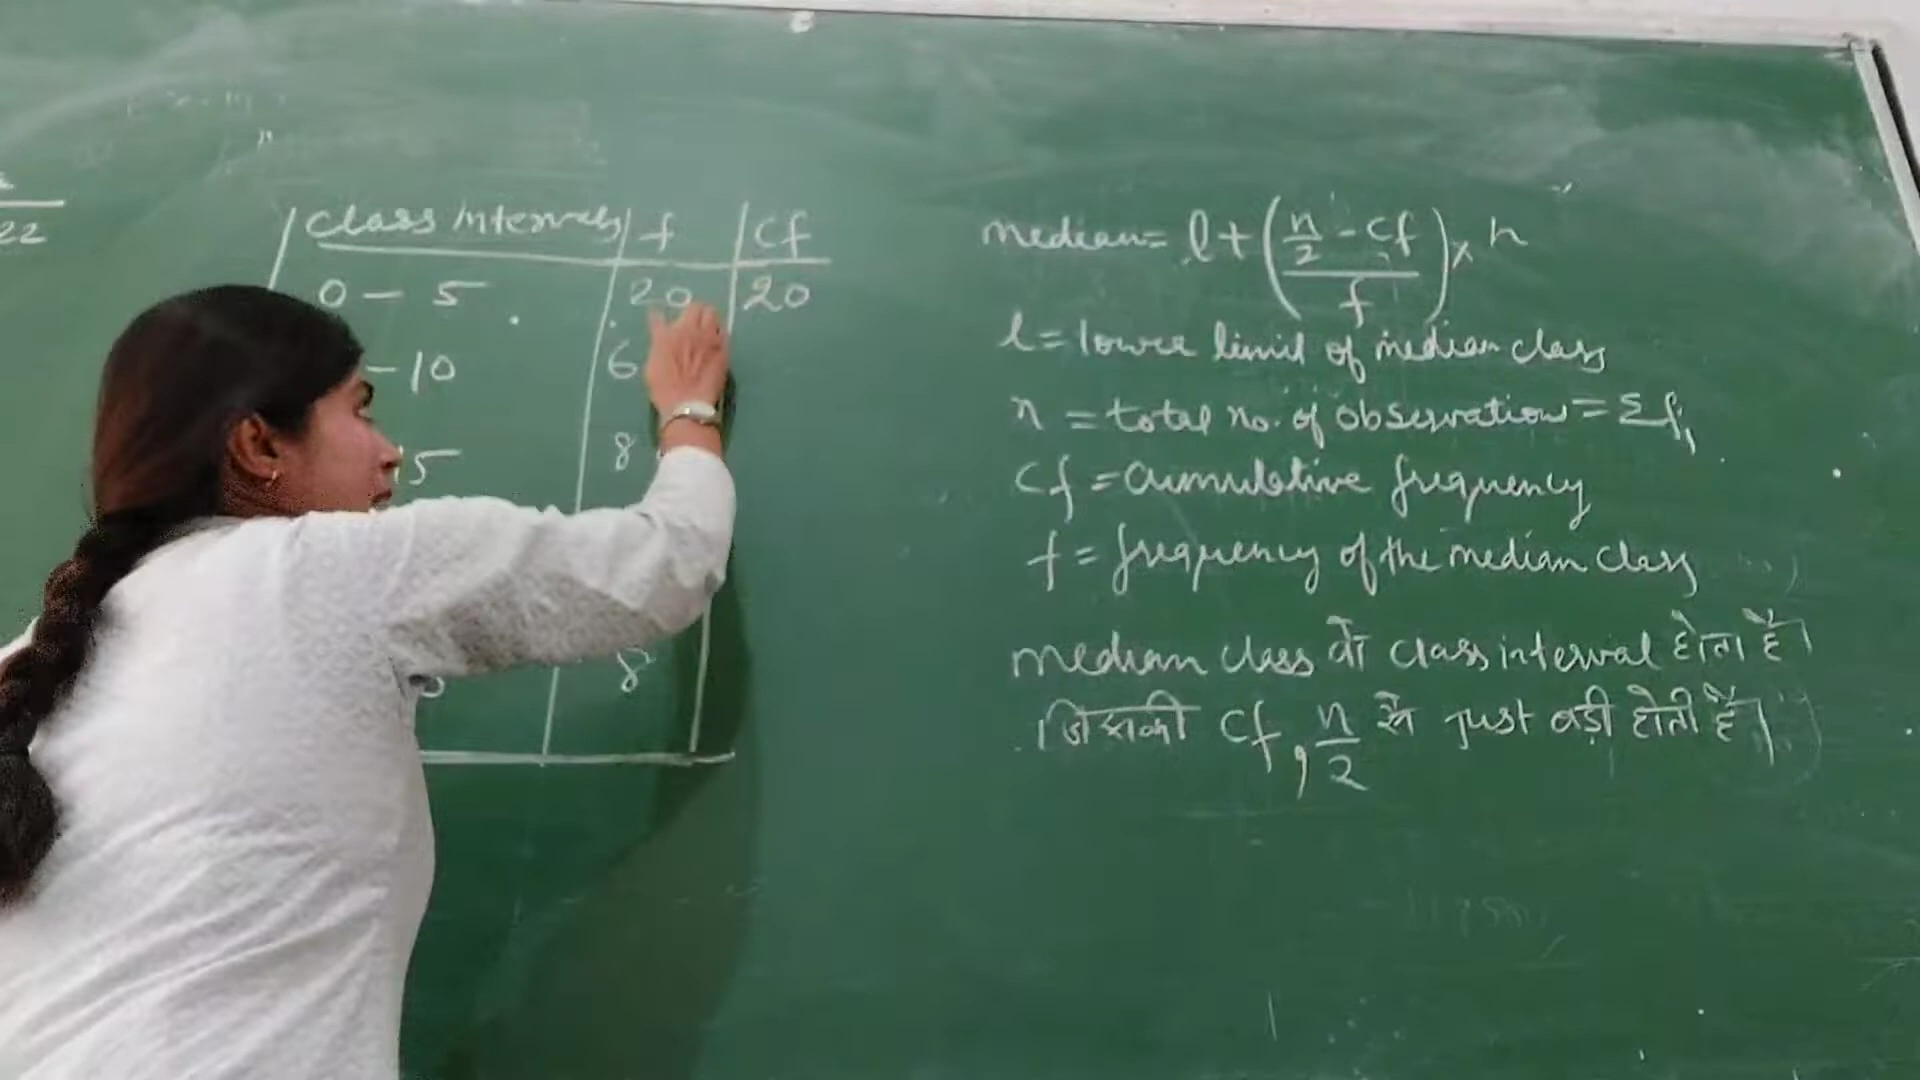 22
Class Intervals f Cf
0 - 5 20 20
- 10 6
15 8
8
median = l + (n/2 - cf / f) x h
l = lower limit of median class
n = total no. of observations = Σfi
Cf = Cumulative frequency
f = frequency of the median class
median class वो class interval होता है।
जिसकी cf, n/2 से just बड़ी होती है।